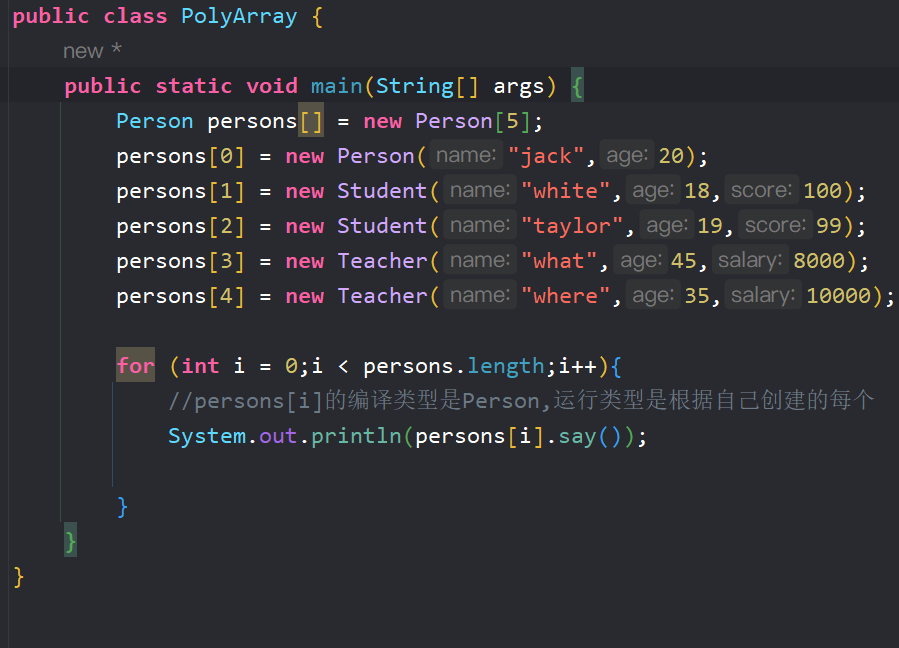 public class PolyArray {
new *
public static void main(String[] args) {
Person persons[] = new Person[5];
persons[0] = new Person( name: "jack", age: 20);
persons[1] = new Student( name: "white", age: 18, score: 100);
persons[2] = new Student( name: "taylor", age: 19, score: 99);
persons[3] = new Teacher( name: "what", age: 45, salary: 8000);
persons[4] = new Teacher( name: "where", age: 35, salary: 10000);
for (int i = 0;i < persons.length;i++){
//persons[i]的编译类型是Person,运行类型是根据自己创建的每个
System.out.println(persons[i].say());
}
}
}